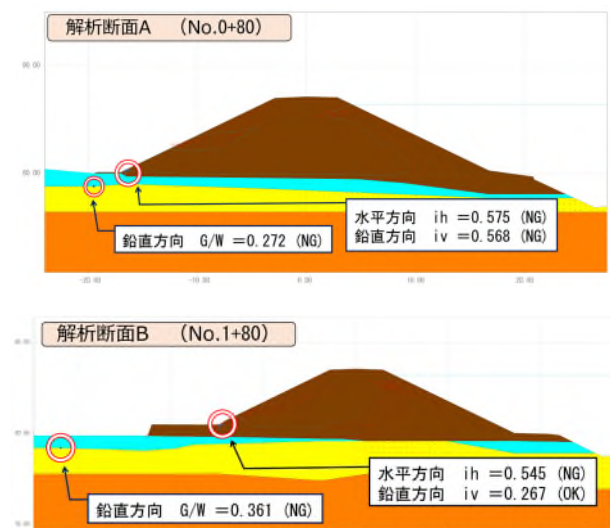 解析断面A (No.0+80)
水平方向 ih =0.575 (NG)
鉛直方向 iv =0.568 (NG)
鉛直方向 G/W =0.272 (NG)
解析断面B (No.1+80)
水平方向 ih =0.545 (NG)
鉛直方向 iv =0.267 (OK)
鉛直方向 G/W =0.361 (NG)